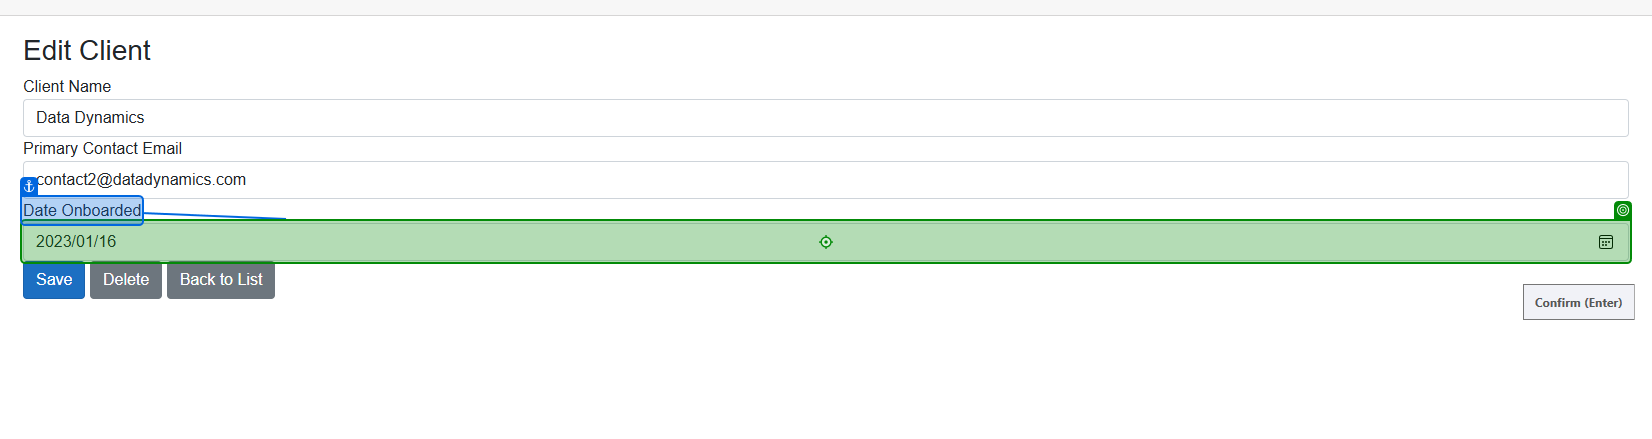 Edit Client
Client Name
Data Dynamics
Primary Contact Email
contact2@datadynamics.com
Date Onboarded
2023/01/16
Save Delete Back to List
Confirm (Enter)